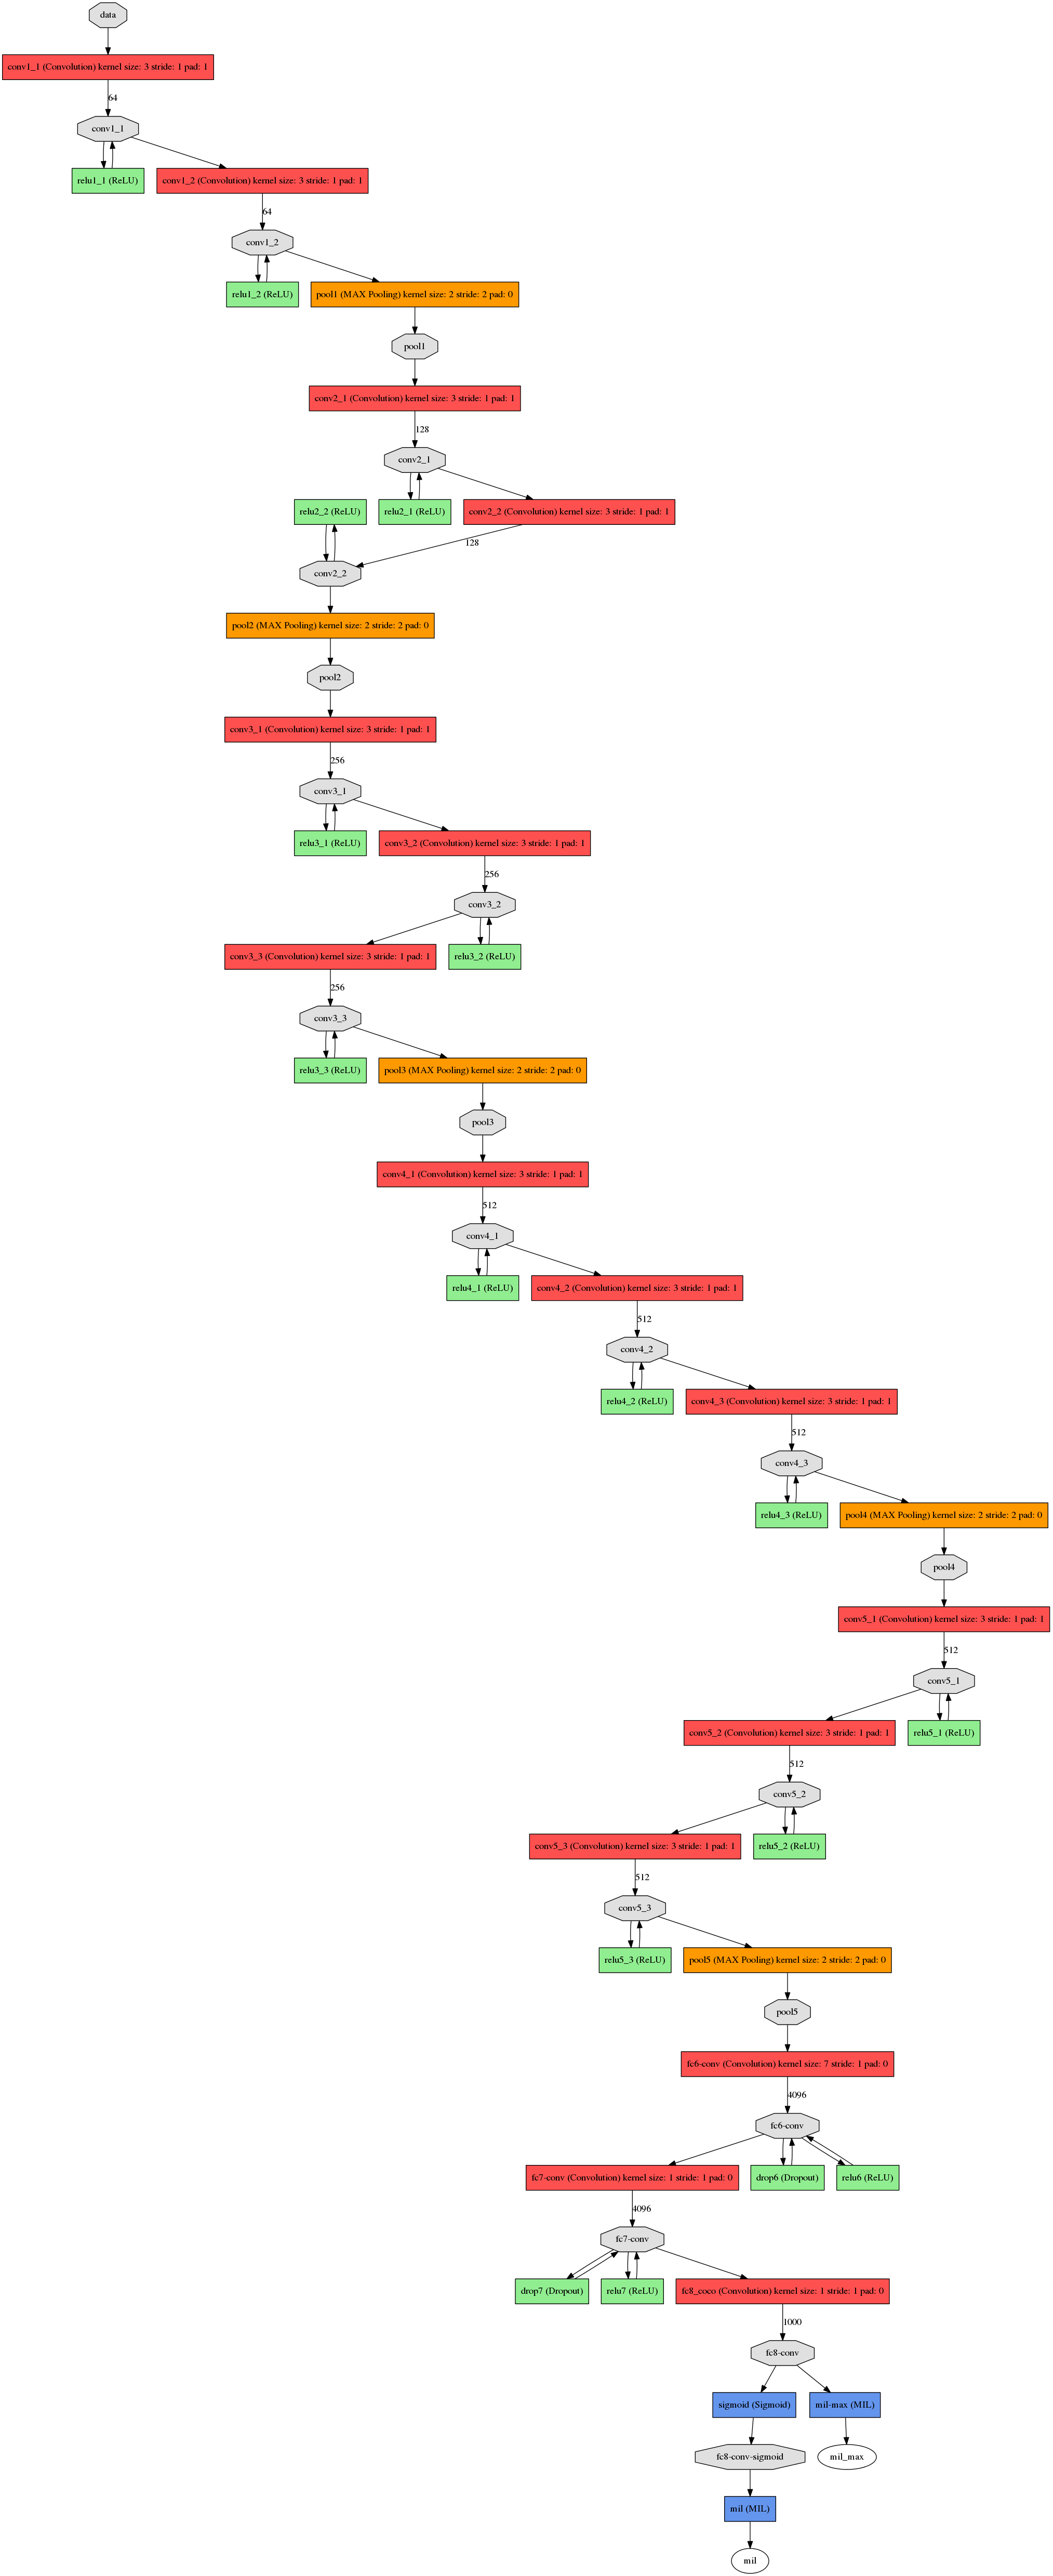 data
conv1_1 (Convolution) kernel size: 3 stride: 1 pad: 1
64
conv1_1
relu1_1 (ReLU)
conv1_2 (Convolution) kernel size: 3 stride: 1 pad: 1
64
conv1_2
relu1_2 (ReLU)
pool1 (MAX Pooling) kernel size: 2 stride: 2 pad: 0
pool1
conv2_1 (Convolution) kernel size: 3 stride: 1 pad: 1
128
conv2_1
relu2_2 (ReLU)
relu2_1 (ReLU)
conv2_2 (Convolution) kernel size: 3 stride: 1 pad: 1
128
conv2_2
pool2 (MAX Pooling) kernel size: 2 stride: 2 pad: 0
pool2
conv3_1 (Convolution) kernel size: 3 stride: 1 pad: 1
256
conv3_1
relu3_1 (ReLU)
conv3_2 (Convolution) kernel size: 3 stride: 1 pad: 1
256
conv3_2
conv3_3 (Convolution) kernel size: 3 stride: 1 pad: 1
relu3_2 (ReLU)
256
conv3_3
relu3_3 (ReLU)
pool3 (MAX Pooling) kernel size: 2 stride: 2 pad: 0
pool3
conv4_1 (Convolution) kernel size: 3 stride: 1 pad: 1
512
conv4_1
relu4_1 (ReLU)
conv4_2 (Convolution) kernel size: 3 stride: 1 pad: 1
512
conv4_2
relu4_2 (ReLU)
conv4_3 (Convolution) kernel size: 3 stride: 1 pad: 1
512
conv4_3
relu4_3 (ReLU)
pool4 (MAX Pooling) kernel size: 2 stride: 2 pad: 0
pool4
conv5_1 (Convolution) kernel size: 3 stride: 1 pad: 1
512
conv5_1
conv5_2 (Convolution) kernel size: 3 stride: 1 pad: 1
relu5_1 (ReLU)
512
conv5_2
conv5_3 (Convolution) kernel size: 3 stride: 1 pad: 1
relu5_2 (ReLU)
512
conv5_3
relu5_3 (ReLU)
pool5 (MAX Pooling) kernel size: 2 stride: 2 pad: 0
pool5
fc6-conv (Convolution) kernel size: 7 stride: 1 pad: 0
4096
fc6-conv
fc7-conv (Convolution) kernel size: 1 stride: 1 pad: 0
drop6 (Dropout)
relu6 (ReLU)
4096
fc7-conv
drop7 (Dropout)
relu7 (ReLU)
fc8_coco (Convolution) kernel size: 1 stride: 1 pad: 0
1000
fc8-conv
sigmoid (Sigmoid)
mil-max (MIL)
fc8-conv-sigmoid
mil_max
mil (MIL)
mil